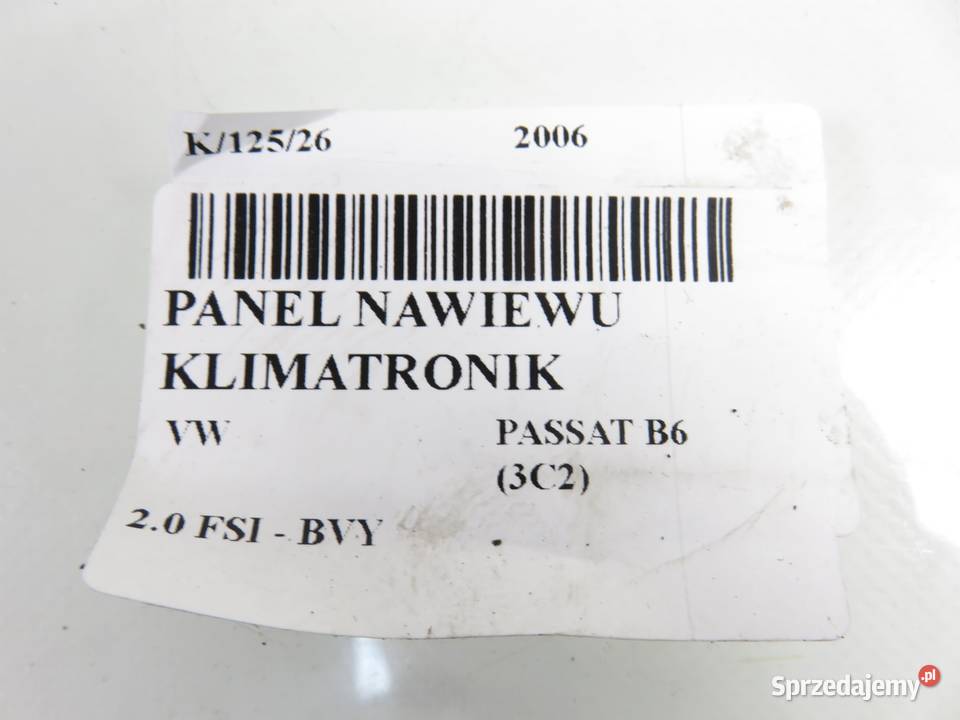 K/125/26 2006
PANEL NAWIEWU
KLIMATRONIK
VW PASSAT B6
(3C2)
2.0 FSI - BVY
Sprzedajemy.pl